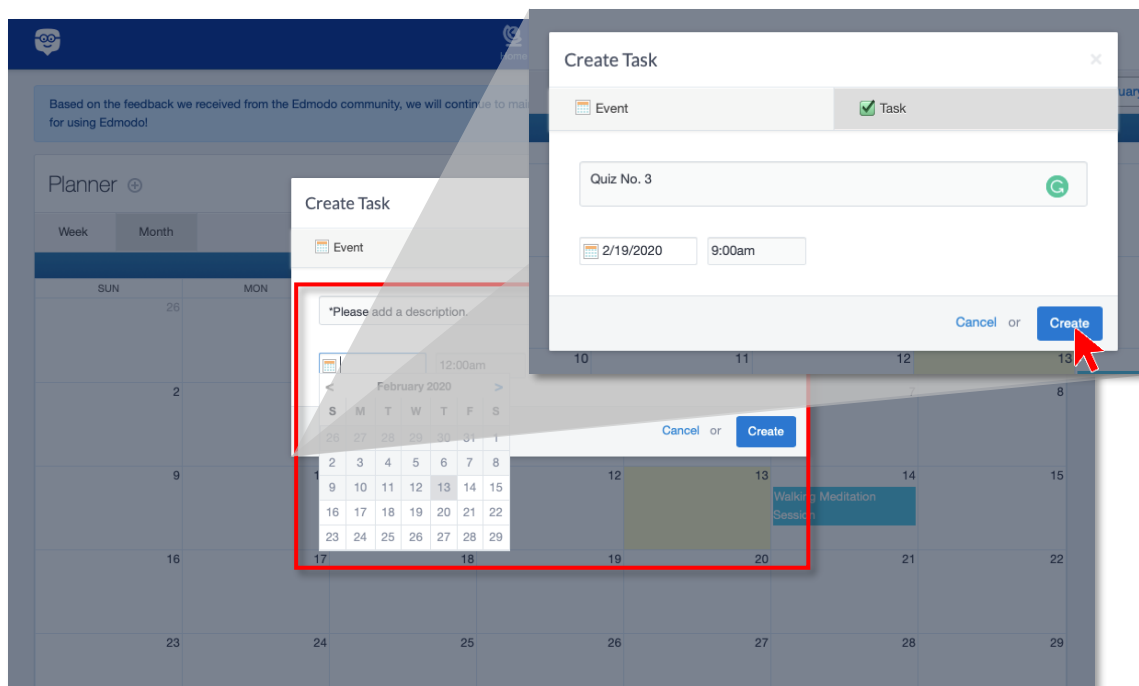 Home
Based on the feedback we received from the Edmodo community, we will continue to
for using Edmodo!
Planner
Week Month
SUN MON
26
2 7 8
9 12 13 14 15
Walking Meditation
Session
16 17 18 19 20 21 22
23 24 25 26 27 28 29
Create Task
Event
*Please add a description.
12:00am
< February 2020 >
S M T W T F S
26 27 28 29 30 31 1
2 3 4 5 6 7 8
9 10 11 12 13 14 15
16 17 18 19 20 21 22
23 24 25 26 27 28 29
Cancel or Create
Create Task ×
Event Task
Quiz No. 3
2/19/2020 9:00am
Cancel or Create
10 11 12 13